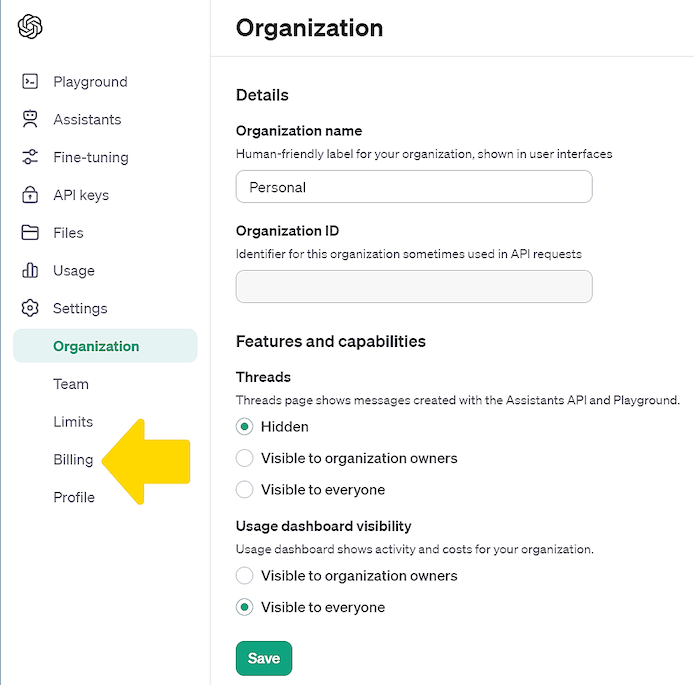 Organization
Playground
Assistants
Fine-tuning
API keys
Files
Usage
Settings
Organization
Team
Limits
Billing
Profile
Details
Organization name
Human-friendly label for your organization, shown in user interfaces
Personal
Organization ID
Identifier for this organization sometimes used in API requests
Features and capabilities
Threads
Threads page shows messages created with the Assistants API and Playground.
Hidden
Visible to organization owners
Visible to everyone
Usage dashboard visibility
Usage dashboard shows activity and costs for your organization.
Visible to organization owners
Visible to everyone
Save